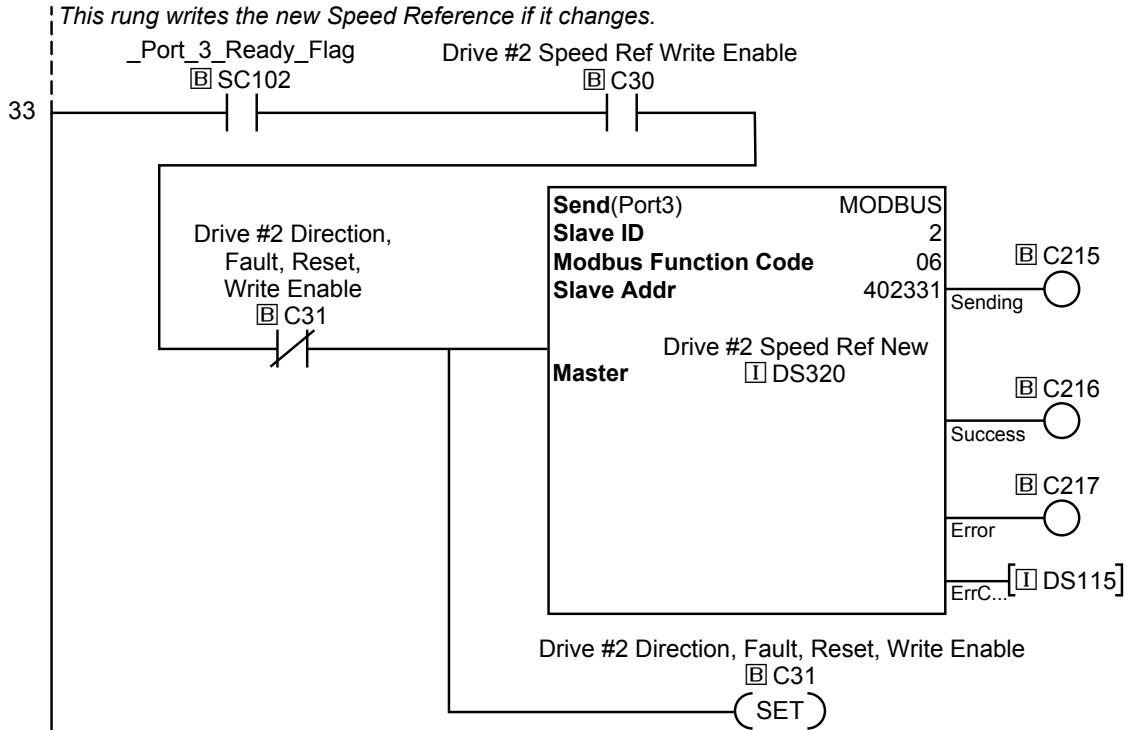 This rung writes the new Speed Reference if it changes.
_Port_3_Ready_Flag
Drive #2 Speed Ref Write Enable
B SC102
B C30
33
Send(Port3) MODBUS
Slave ID 2
Modbus Function Code 06
Slave Addr 402331
Drive #2 Direction,
Fault, Reset,
Write Enable
B C31
B C215
Sending
Drive #2 Speed Ref New
Master I DS320
B C216
Success
B C217
Error
ErrC... [I DS115]
Drive #2 Direction, Fault, Reset, Write Enable
B C31
(SET)